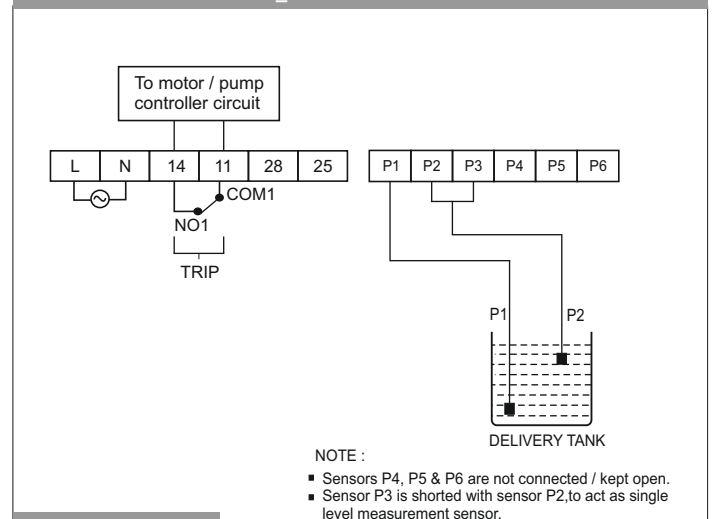 To motor / pump
controller circuit
L N 14 11 28 25
P1 P2 P3 P4 P5 P6
COM1
NO1
TRIP
P1 P2
DELIVERY TANK
NOTE :
■ Sensors P4, P5 & P6 are not connected / kept open.
■ Sensor P3 is shorted with sensor P2,to act as single
level measurement sensor.